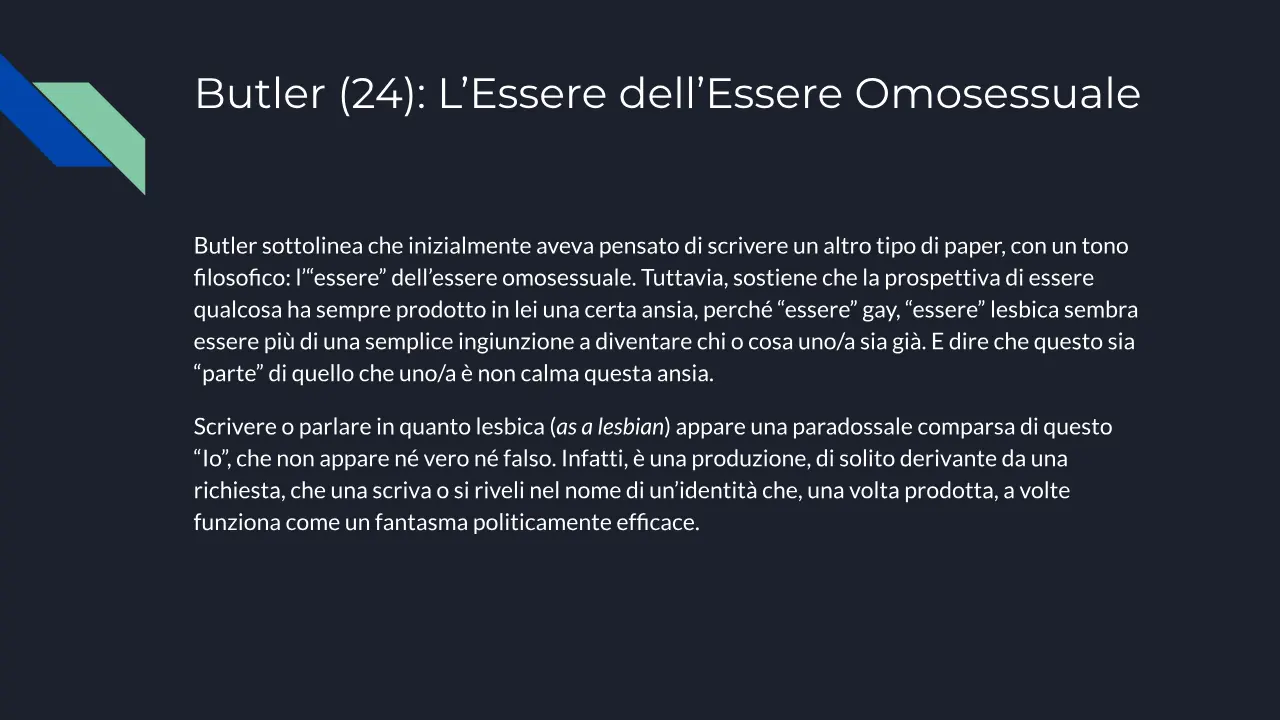 Butler (24): L’Essere dell’Essere Omosessuale
Butler sottolinea che inizialmente aveva pensato di scrivere un altro tipo di paper, con un tono
filosofico: l’“essere” dell’essere omosessuale. Tuttavia, sostiene che la prospettiva di essere
qualcosa ha sempre prodotto in lei una certa ansia, perché “essere” gay, “essere” lesbica sembra
essere più di una semplice ingiunzione a diventare chi o cosa uno/a sia già. E dire che questo sia
“parte” di quello che uno/a è non calma questa ansia.
Scrivere o parlare in quanto lesbica (as a lesbian) appare una paradossale comparsa di questo
“Io”, che non appare né vero né falso. Infatti, è una produzione, di solito derivante da una
richiesta, che una scriva o si riveli nel nome di un’identità che, una volta prodotta, a volte
funziona come un fantasma politicamente efficace.